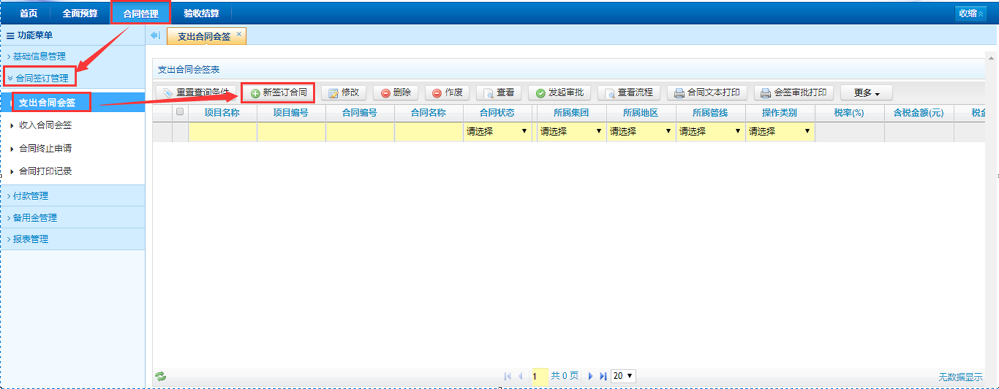 首页 全面预算 合同管理 验收结算 收缩
功能菜单 支出合同会签
基础信息管理
合同签订管理
支出合同会签
收入合同会签
合同终止申请
合同打印记录
付款管理
备用金管理
报表管理
支出合同会签表
重置查询条件 新签订合同 修改 删除 作废 查看 发起审批 查看流程 合同文本打印 会签审批打印 更多
项目名称 项目编号 合同编号 合同名称 合同状态 所属集团 所属地区 所属管线 操作类别 税率(%) 含税金额(元) 税金
请选择 请选择 请选择 请选择 请选择
1 共 0 页 20 无数据显示